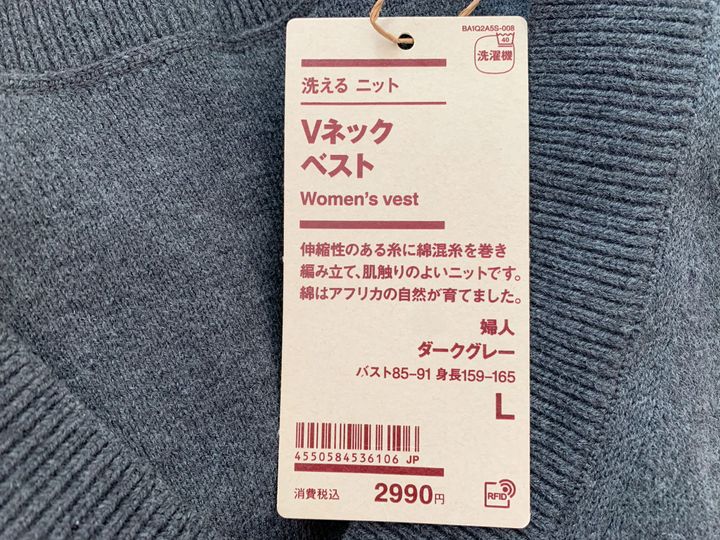 BA1Q2A5S-008
40
洗濯機
洗える ニット
Vネック
ベスト
Women's vest
伸縮性のある糸に綿混糸を巻き
編み立て、肌触りのよいニットです。
綿はアフリカの自然が育てました。
婦人
ダークグレー
バスト85–91 身長159–165
L
4550584536106 JP
消費税込 2990円
RFID